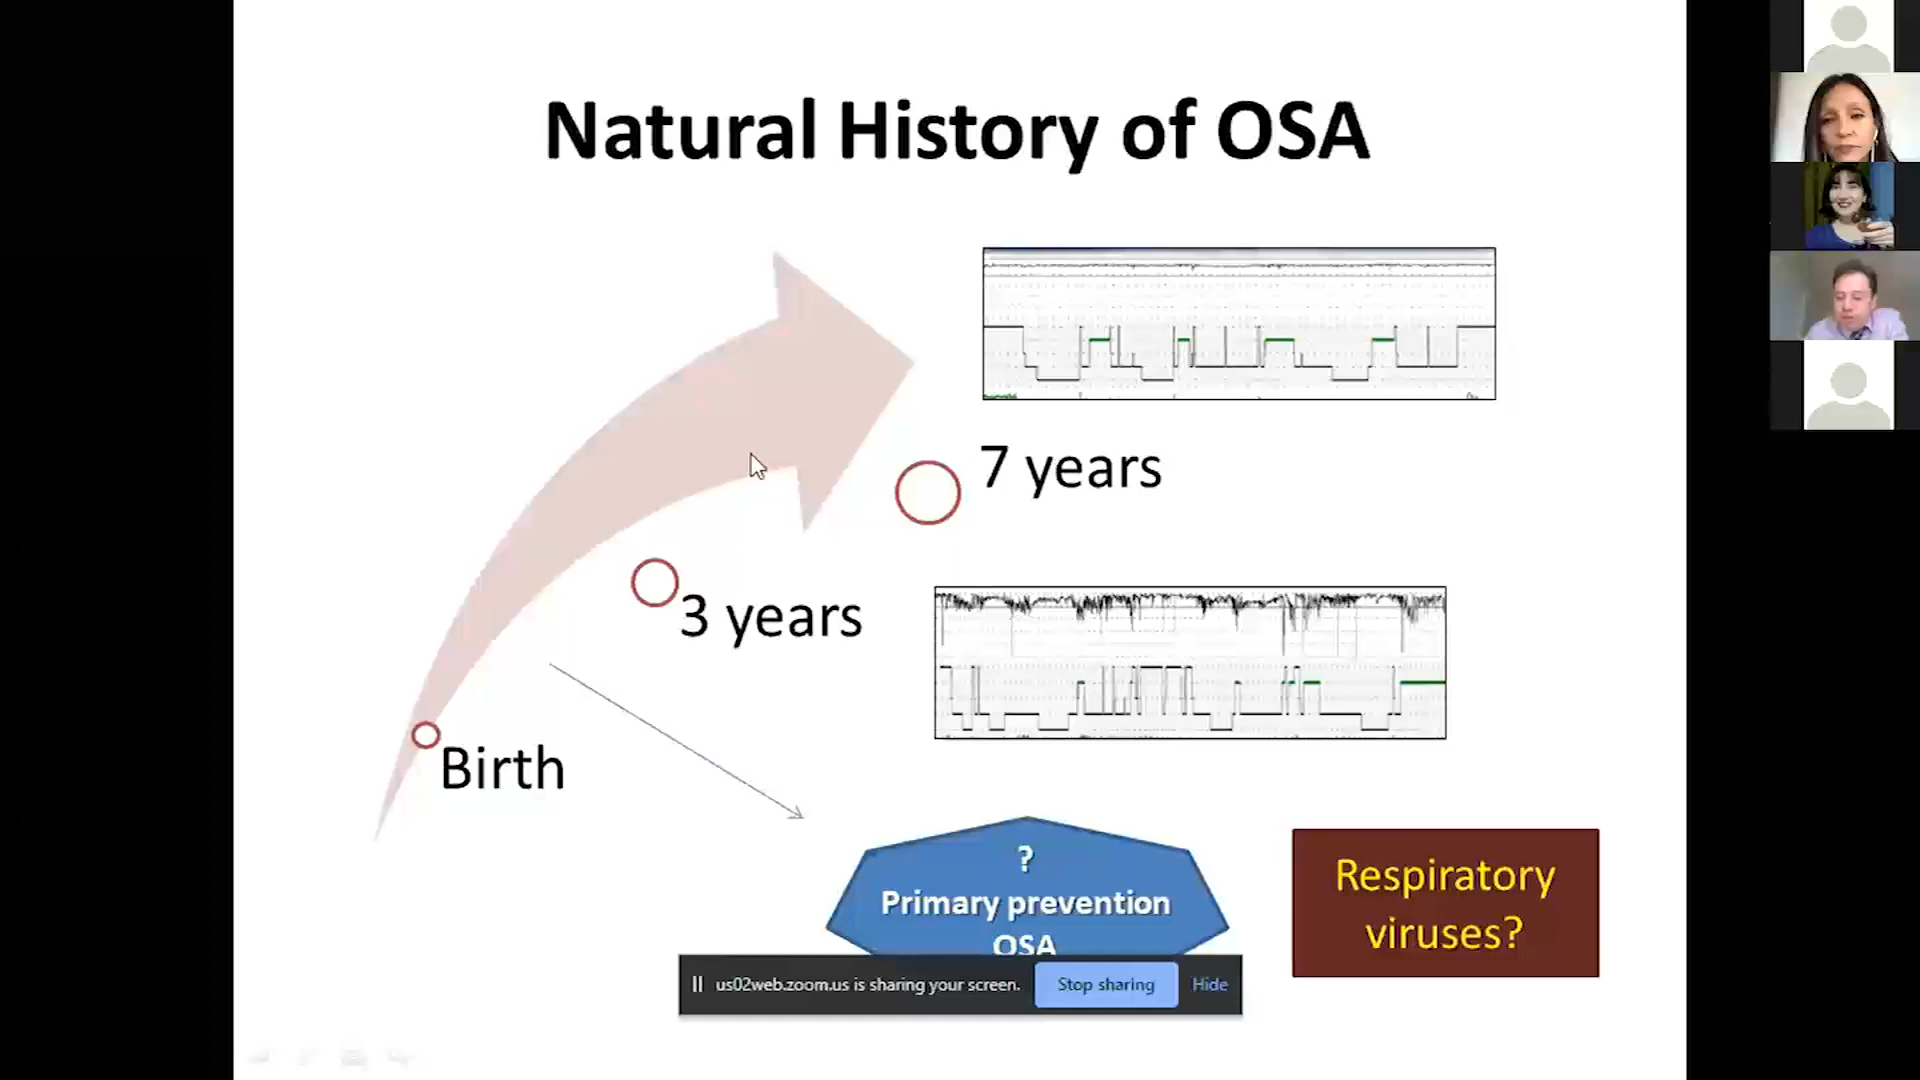 Natural History of OSA
7 years
3 years
Birth
?
Primary prevention
OSA
Respiratory
viruses?
us02web.zoom.us is sharing your screen.
Stop sharing
Hide